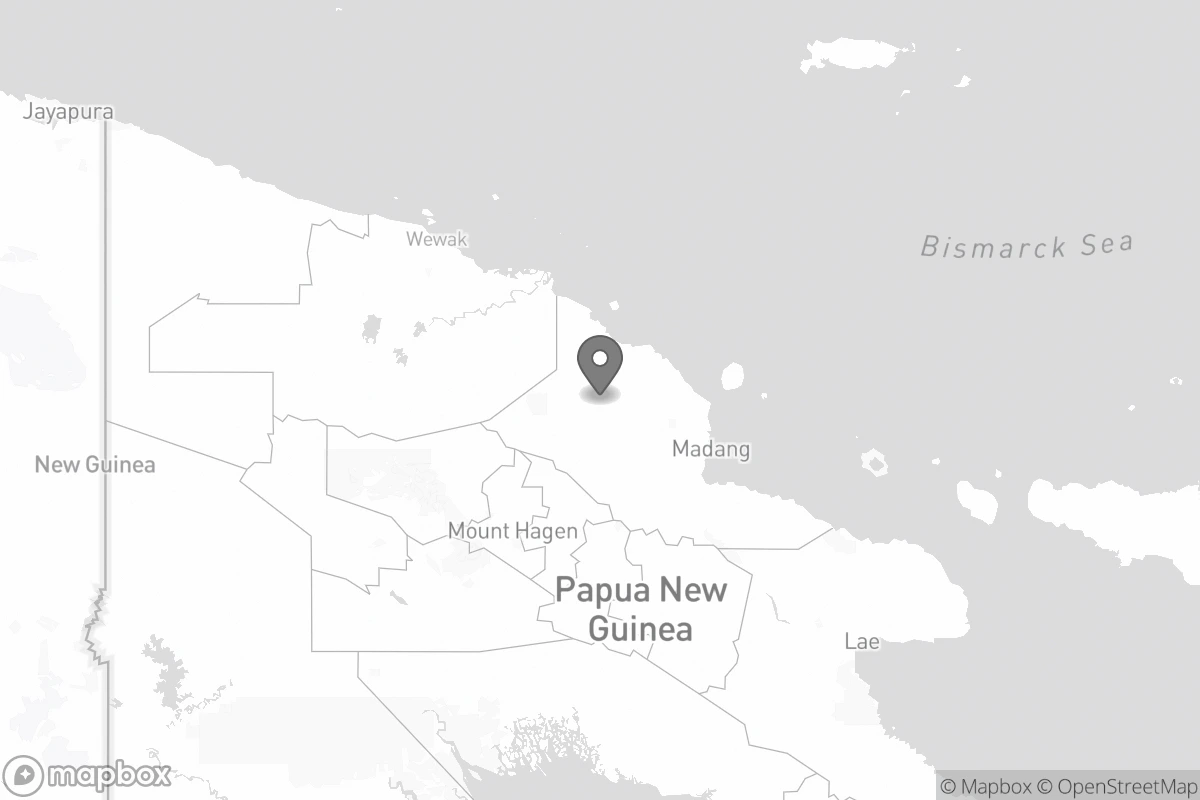 Jayapura
Wewak
Bismarck Sea
Madang
New Guinea
Mount Hagen
Papua New
Guinea
Lae
mapbox
© Mapbox © OpenStreetMap